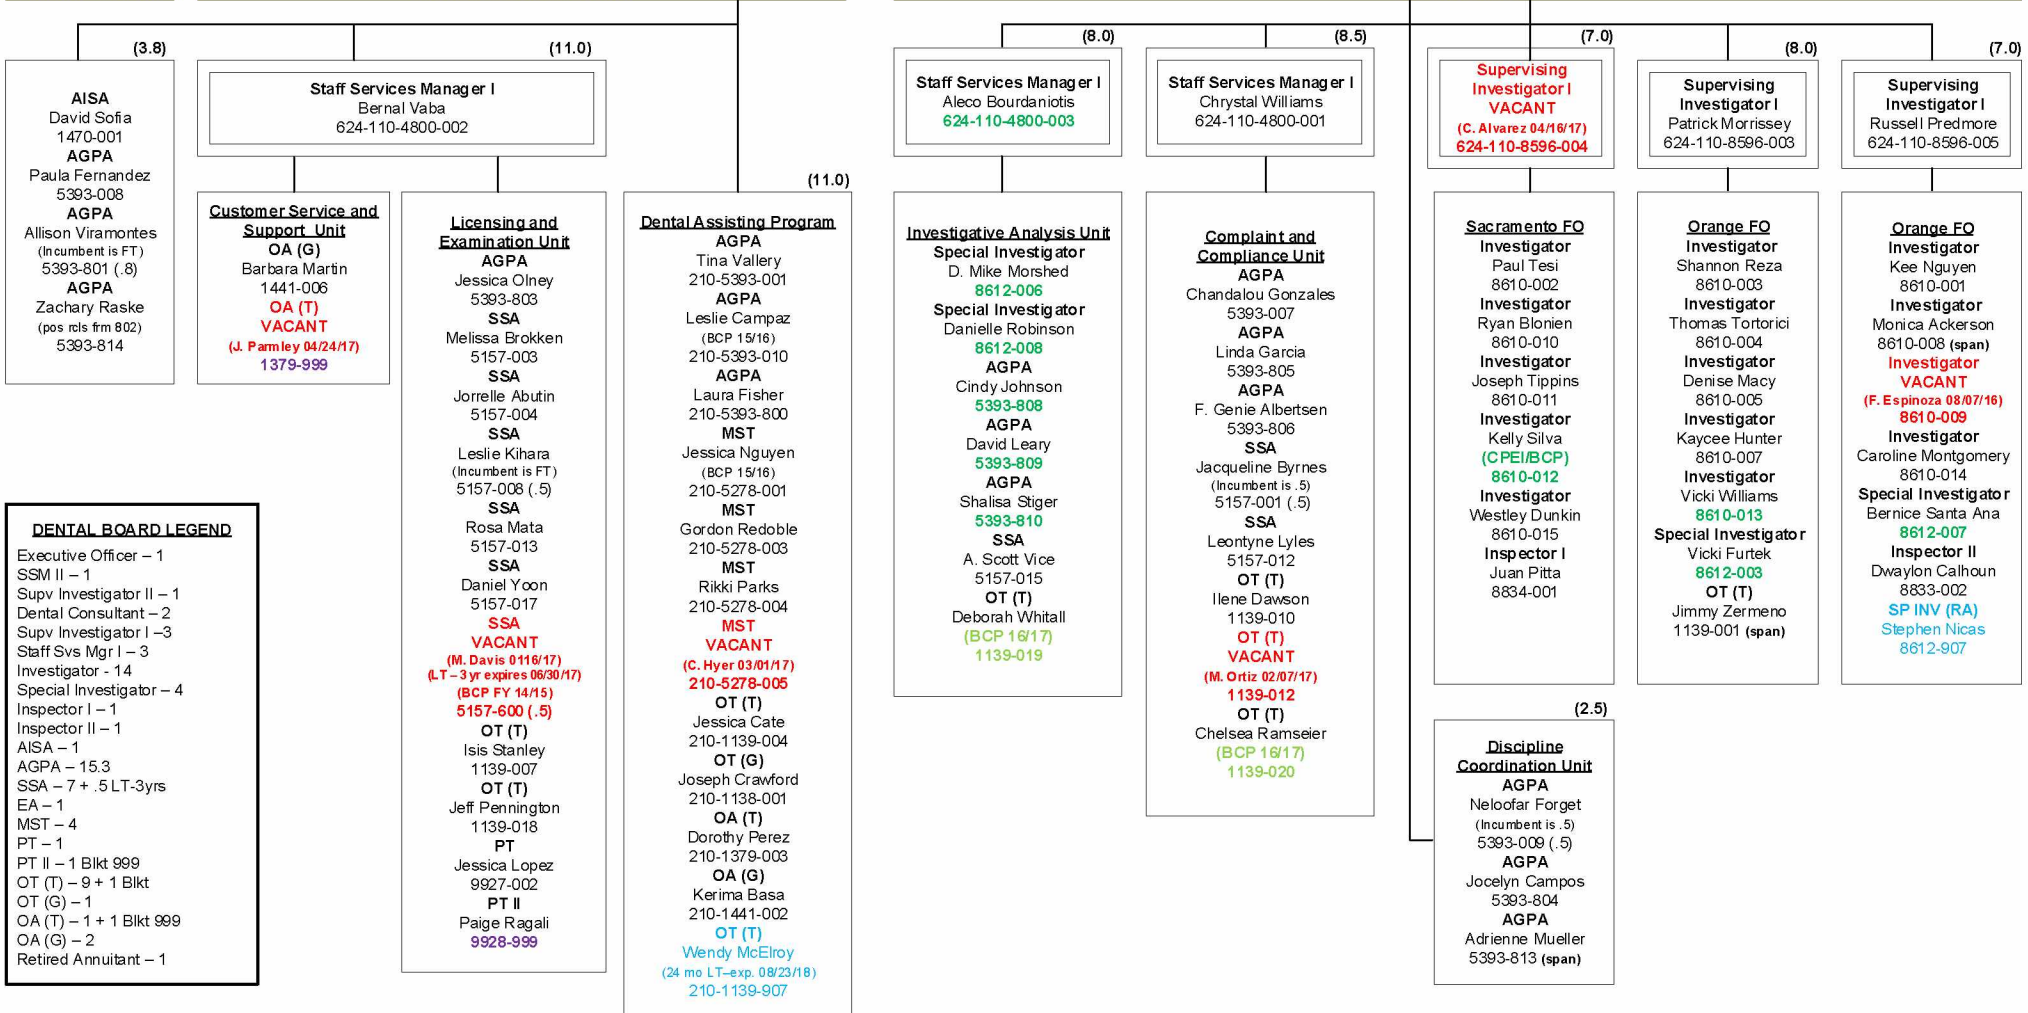 (3.8)
AISA
David Sofia
1470-001
AGPA
Paula Fernandez
5393-008
AGPA
Allison Viramontes
(Incumbent is FT)
5393-801 (.8)
AGPA
Zachary Raske
(pos rcls frm 802)
5393-814
(11.0)
Staff Services Manager I
Bernal Vaba
624-110-4800-002
Customer Service and
Support Unit
OA (G)
Barbara Martin
1441-006
OA (T)
VACANT
(J. Parmley 04/24/17)
1379-999
Licensing and
Examination Unit
AGPA
Jessica Olney
5393-803
SSA
Melissa Brokken
5157-003
SSA
Jorrelle Abutin
5157-004
SSA
Leslie Kihara
(Incumbent is FT)
5157-008 (.5)
SSA
Rosa Mata
5157-013
SSA
Daniel Yoon
5157-017
SSA
VACANT
(M. Davis 0116/17)
(LT – 3 yr expires 06/30/17)
(BCP FY 14/15)
5157-600 (.5)
OT (T)
Isis Stanley
1139-007
OT (T)
Jeff Pennington
1139-018
PT
Jessica Lopez
9927-002
PT II
Paige Ragali
9928-999
(11.0)
Dental Assisting Program
AGPA
Tina Vallery
210-5393-001
AGPA
Leslie Campaz
(BCP 15/16)
210-5393-010
AGPA
Laura Fisher
210-5393-800
MST
Jessica Nguyen
(BCP 15/16)
210-5278-001
MST
Gordon Redoble
210-5278-003
MST
Rikki Parks
210-5278-004
MST
VACANT
(C. Hyer 03/01/17)
210-5278-005
OT (T)
Jessica Cate
210-1139-004
OT (G)
Joseph Crawford
210-1138-001
OA (T)
Dorothy Perez
210-1379-003
OA (G)
Kerima Basa
210-1441-002
OT (T)
Wendy McElroy
(24 mo LT–exp. 08/23/18)
210-1139-907
(8.0)
Staff Services Manager I
Aleco Bourdaniotis
624-110-4800-003
Investigative Analysis Unit
Special Investigator
D. Mike Morshed
8612-006
Special Investigator
Danielle Robinson
8612-008
AGPA
Cindy Johnson
5393-808
AGPA
David Leary
5393-809
AGPA
Shalisa Stiger
5393-810
SSA
A. Scott Vice
5157-015
OT (T)
Deborah Whitall
(BCP 16/17)
1139-019
(8.5)
Staff Services Manager I
Chrystal Williams
624-110-4800-001
Complaint and
Compliance Unit
AGPA
Chandalou Gonzales
5393-007
AGPA
Linda Garcia
5393-805
AGPA
F. Genie Albertsen
5393-806
SSA
Jacqueline Byrnes
(Incumbent is .5)
5157-001 (.5)
SSA
Leontyne Lyles
5157-012
OT (T)
Ilene Dawson
1139-010
OT (T)
VACANT
(M. Ortiz 02/07/17)
1139-012
OT (T)
Chelsea Ramseier
(BCP 16/17)
1139-020
(7.0)
Supervising
Investigator I
VACANT
(C. Alvarez 04/16/17)
624-110-8596-004
Sacramento FO
Investigator
Paul Tesi
8610-002
Investigator
Ryan Blonien
8610-010
Investigator
Joseph Tippins
8610-011
Investigator
Kelly Silva
(CPEI/BCP)
8610-012
Investigator
Westley Dunkin
8610-015
Inspector I
Juan Pitta
8834-001
(8.0)
Supervising
Investigator I
Patrick Morrissey
624-110-8596-003
Orange FO
Investigator
Shannon Reza
8610-003
Investigator
Thomas Tortorici
8610-004
Investigator
Denise Macy
8610-005
Investigator
Kaycee Hunter
8610-007
Investigator
Vicki Williams
8610-013
Special Investigator
Vicki Furtek
8612-003
OT (T)
Jimmy Zermeno
1139-001 (span)
(7.0)
Supervising
Investigator I
Russell Predmore
624-110-8596-005
Orange FO
Investigator
Kee Nguyen
8610-001
Investigator
Monica Ackerson
8610-008 (span)
Investigator
VACANT
(F. Espinoza 08/07/16)
8610-009
Investigator
Caroline Montgomery
8610-014
Special Investigator
Bernice Santa Ana
8612-007
Inspector II
Dwaylon Calhoun
8833-002
SP INV (RA)
Stephen Nicas
8612-907
(2.5)
Discipline
Coordination Unit
AGPA
Neloofar Forget
(Incumbent is .5)
5393-009 (.5)
AGPA
Jocelyn Campos
5393-804
AGPA
Adrienne Mueller
5393-813 (span)
DENTAL BOARD LEGEND
Executive Officer – 1
SSM II – 1
Supv Investigator II – 1
Dental Consultant – 2
Supv Investigator I –3
Staff Svs Mgr I – 3
Investigator - 14
Special Investigator – 4
Inspector I – 1
Inspector II – 1
AISA – 1
AGPA – 15.3
SSA – 7 + .5 LT-3yrs
EA – 1
MST – 4
PT – 1
PT II – 1 Blkt 999
OT (T) – 9 + 1 Blkt
OT (G) – 1
OA (T) – 1 + 1 Blkt 999
OA (G) – 2
Retired Annuitant – 1